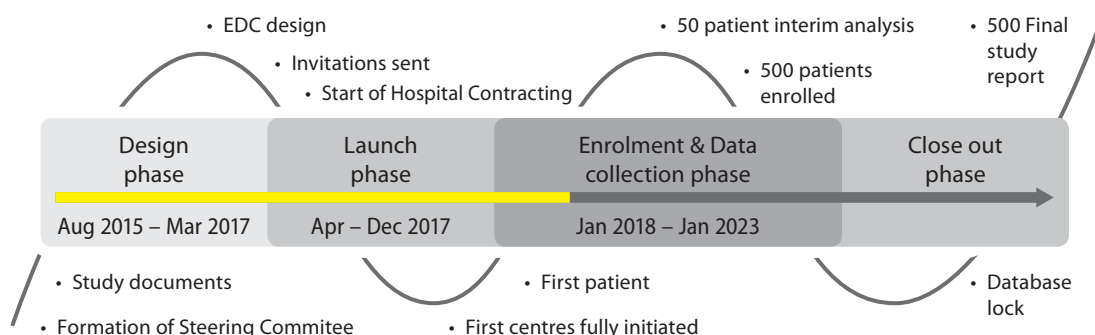 • EDC design
• 50 patient interim analysis
• 500 Final
study
report
• Invitations sent
• 500 patients
enrolled
• Start of Hospital Contracting
Design
phase
Launch
phase
Enrolment & Data
collection phase
Close out
phase
Aug 2015 – Mar 2017
Apr – Dec 2017
Jan 2018 – Jan 2023
• Study documents
• First patient
• Database
lock
• Formation of Steering Commitee
• First centres fully initiated